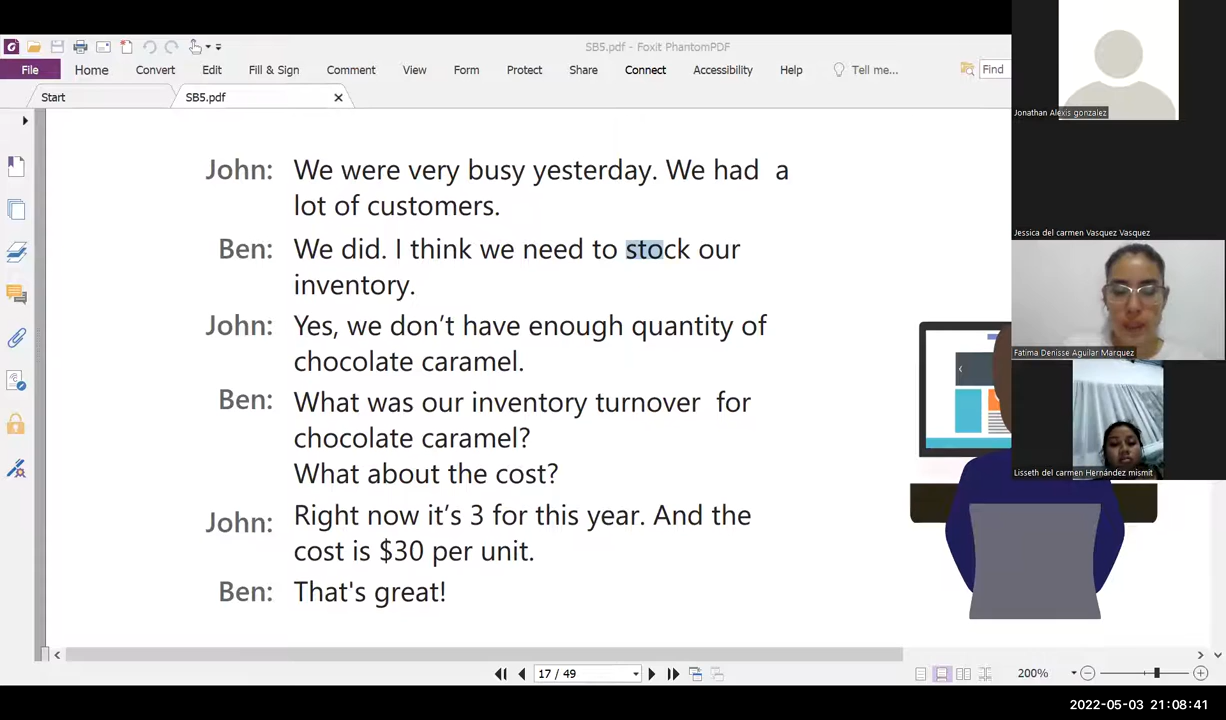 SB5.pdf - Foxit PhantomPDF
File Home Convert Edit Fill & Sign Comment View Form Protect Share Connect Accessibility Help Tell me... Find
Start SB5.pdf
John: We were very busy yesterday. We had a
lot of customers.
Ben: We did. I think we need to stock our
inventory.
John: Yes, we don't have enough quantity of
chocolate caramel.
Ben: What was our inventory turnover for
chocolate caramel?
What about the cost?
John: Right now it's 3 for this year. And the
cost is $30 per unit.
Ben: That's great!
Jonathan Alexis gonzalez
Jessica del carmen Vasquez Vasquez
Fatima Denisse Aguilar Marquez
Lisseth del carmen Hernández mismit
17 / 49
200%
2022-05-03 21:08:41